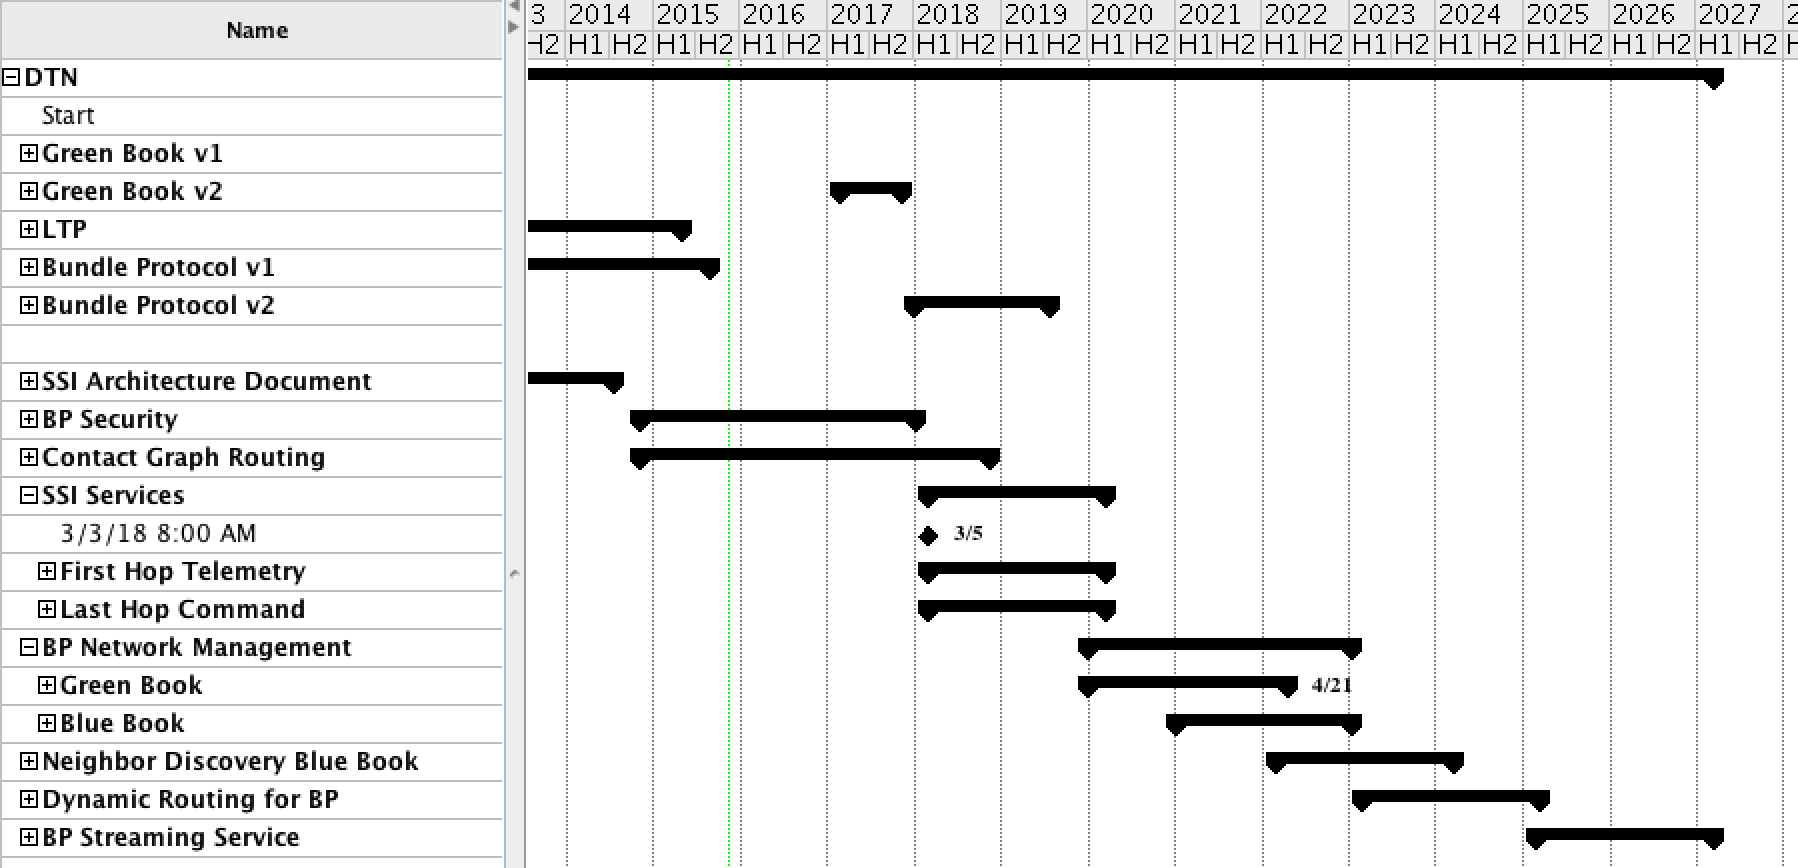 Name
3 2014 2015 2016 2017 2018 2019 2020 2021 2022 2023 2024 2025 2026 2027 2
H2 H1 H2 H1 H2 H1 H2 H1 H2 H1 H2 H1 H2 H1 H2 H1 H2 H1 H2 H1 H2 H1 H2 H1 H2 H1 H2 H1 H2 H
DTN
Start
Green Book v1
Green Book v2
LTP
Bundle Protocol v1
Bundle Protocol v2
SSI Architecture Document
BP Security
Contact Graph Routing
SSI Services
3/3/18 8:00 AM 3/5
First Hop Telemetry
Last Hop Command
BP Network Management
Green Book 4/21
Blue Book
Neighbor Discovery Blue Book
Dynamic Routing for BP
BP Streaming Service